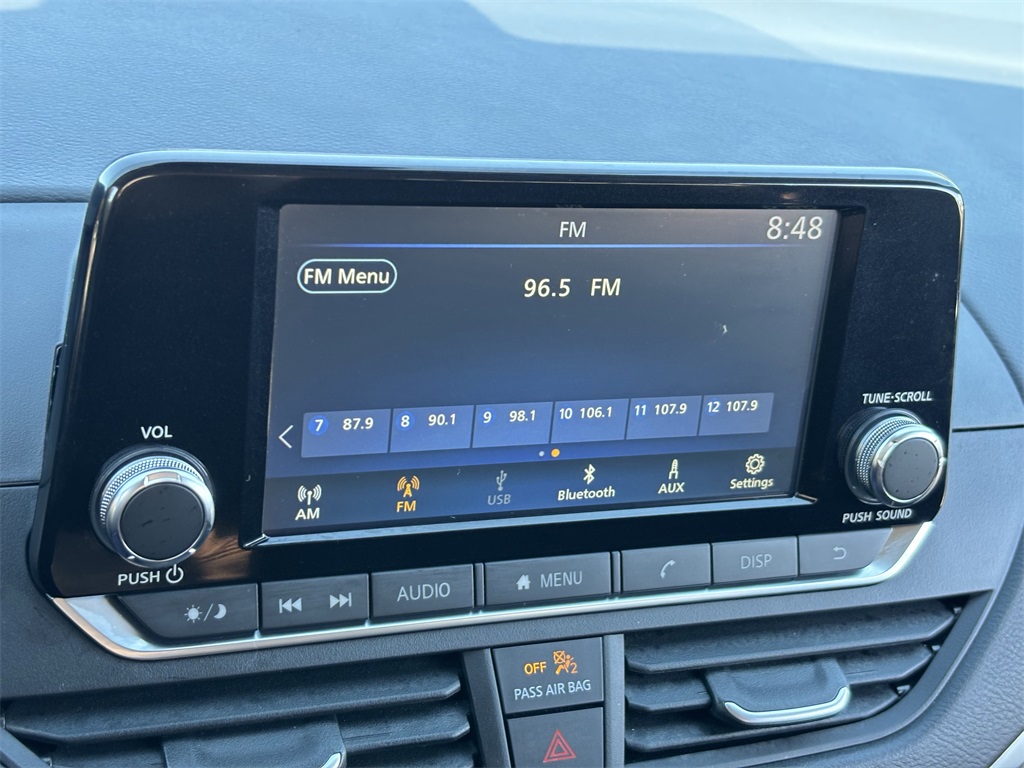 FM 8:48
FM Menu
96.5 FM
7 87.9 8 90.1 9 98.1 10 106.1 11 107.9 12 107.9
AM FM USB Bluetooth AUX Settings
VOL
PUSH
TUNE·SCROLL
PUSH SOUND
AUDIO MENU DISP
OFF 2
PASS AIR BAG